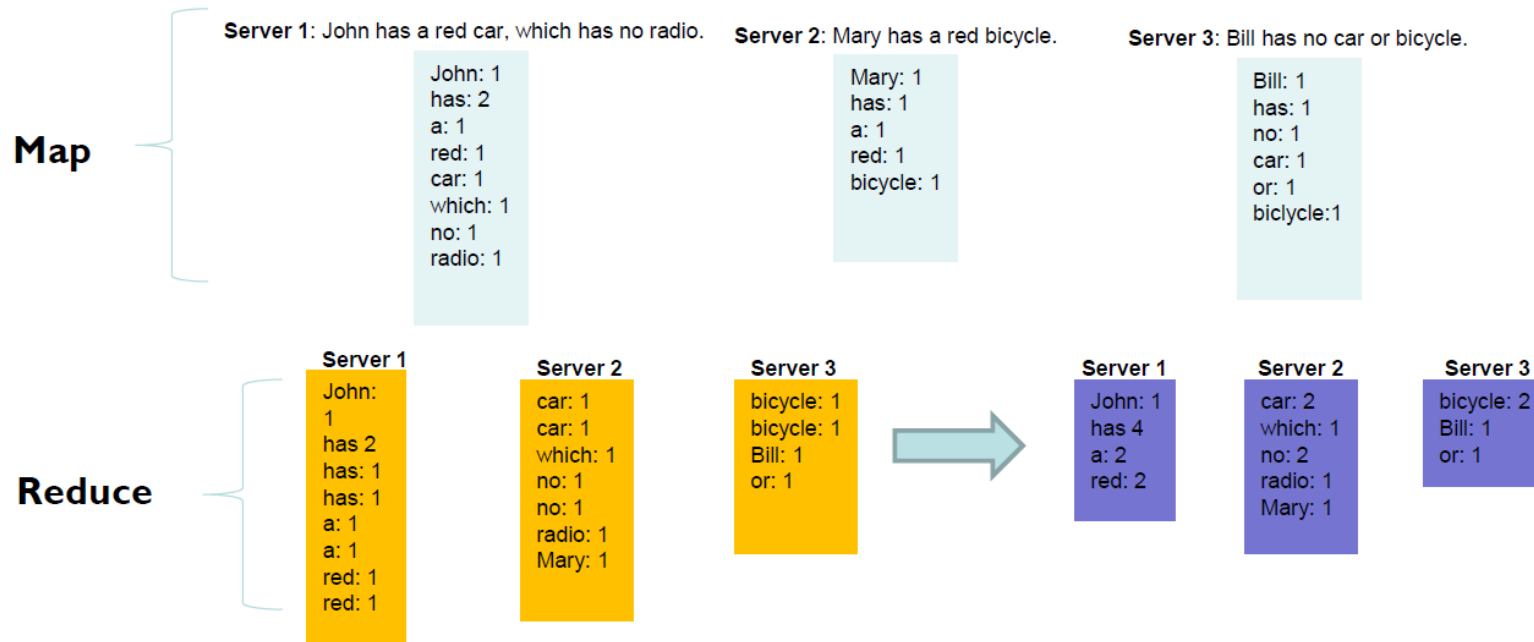 Server 1: John has a red car, which has no radio.
Server 2: Mary has a red bicycle.
Server 3: Bill has no car or bicycle.
Map
John: 1
has: 2
a: 1
red: 1
car: 1
which: 1
no: 1
radio: 1
Mary: 1
has: 1
a: 1
red: 1
bicycle: 1
Bill: 1
has: 1
no: 1
car: 1
or: 1
biclycle:1
Reduce
Server 1
John:
1
has 2
has: 1
has: 1
a: 1
a: 1
red: 1
red: 1
Server 2
car: 1
car: 1
which: 1
no: 1
no: 1
radio: 1
Mary: 1
Server 3
bicycle: 1
bicycle: 1
Bill: 1
or: 1
Server 1
John: 1
has 4
a: 2
red: 2
Server 2
car: 2
which: 1
no: 2
radio: 1
Mary: 1
Server 3
bicycle: 2
Bill: 1
or: 1